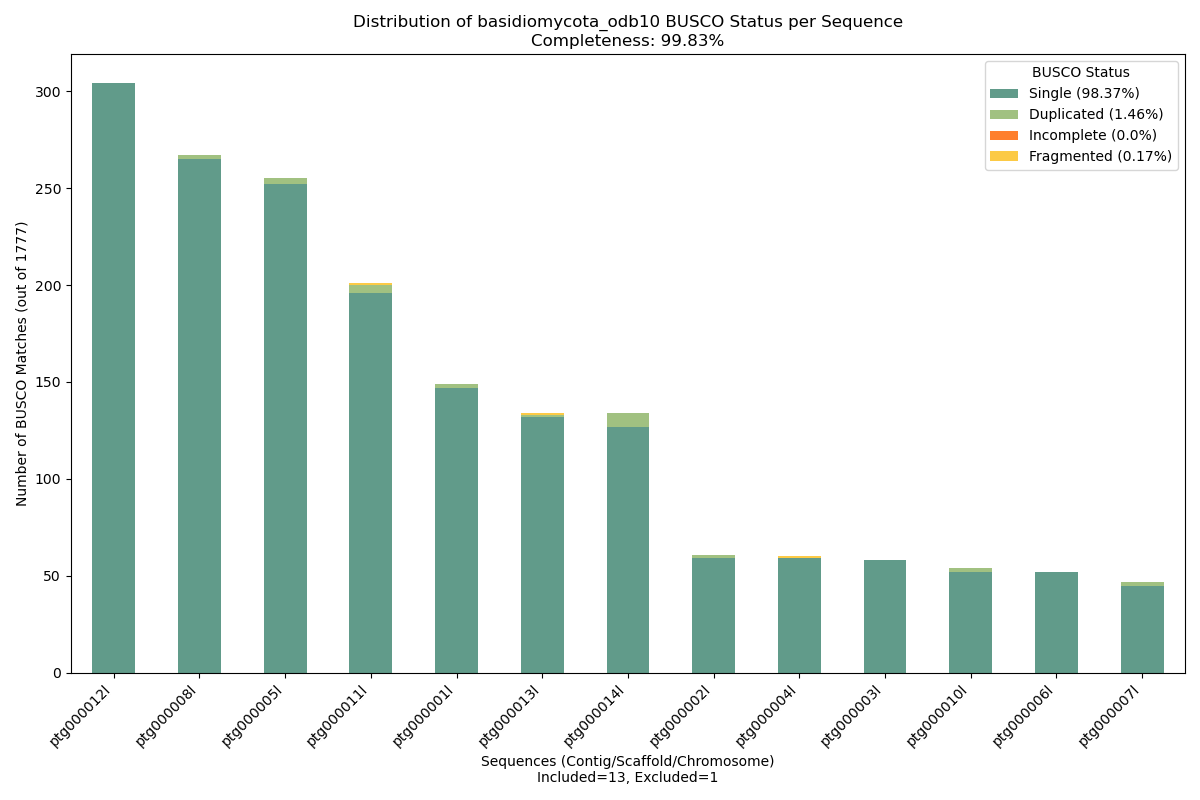 Distribution of basidiomycota_odb10 BUSCO Status per Sequence
Completeness: 99.83%
BUSCO Status
Single (98.37%)
Duplicated (1.46%)
Incomplete (0.0%)
Fragmented (0.17%)
Number of BUSCO Matches (out of 1777)
300
250
200
150
100
50
0
ptg000012l
ptg000008l
ptg000005l
ptg000011l
ptg000001l
ptg000013l
ptg000014l
ptg000002l
ptg000004l
ptg000003l
ptg000010l
ptg000006l
ptg000007l
Sequences (Contig/Scaffold/Chromosome)
Included=13, Excluded=1